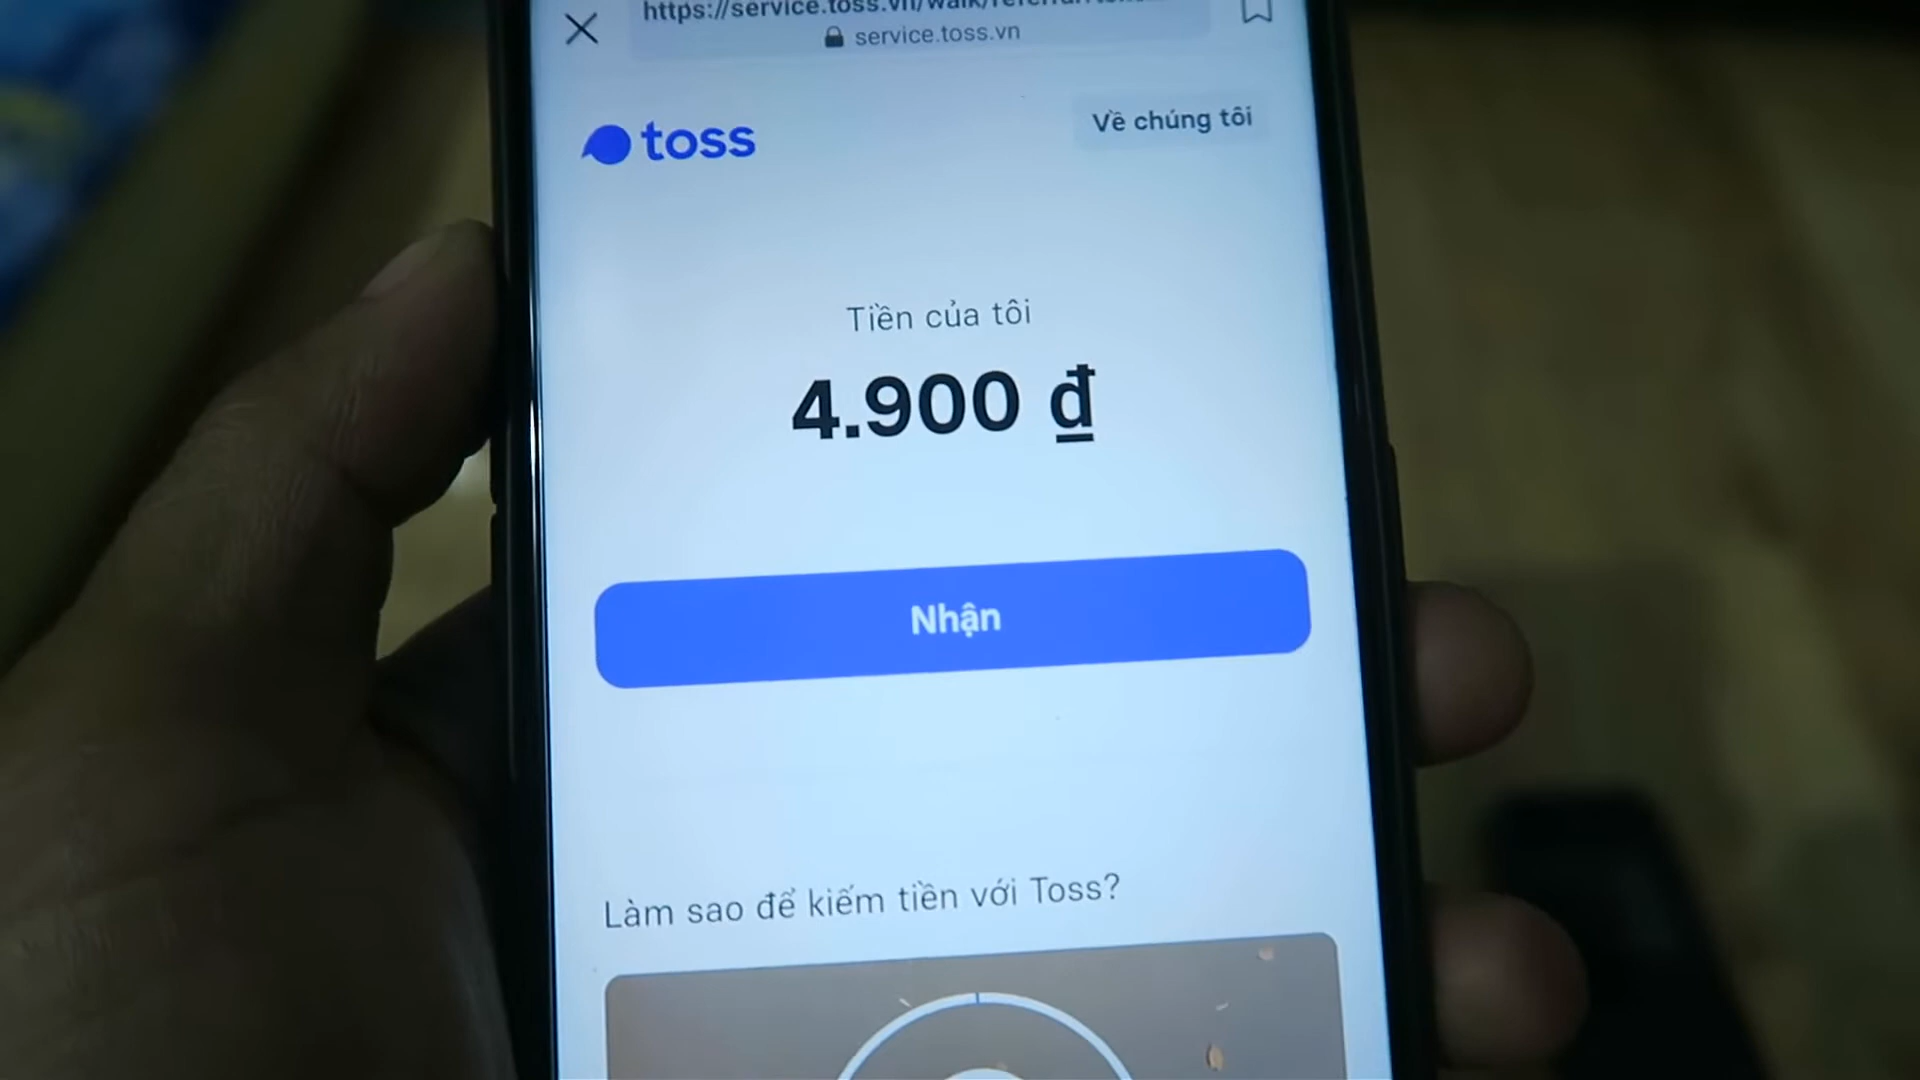 https://service.toss.vn/walk/referral
service.toss.vn
toss
Về chúng tôi
Tiền của tôi
4.900 ₫
Nhận
Làm sao để kiếm tiền với Toss?